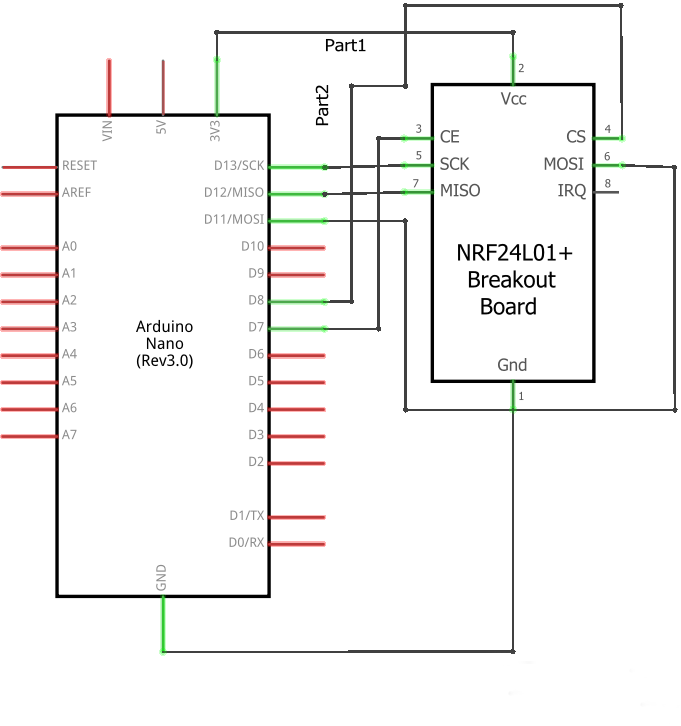 Part1
Part2
VIN
5V
3V3
2
Vcc
RESET
AREF
A0
A1
A2
A3
A4
A5
A6
A7
D13/SCK
D12/MISO
D11/MOSI
D10
D9
D8
D7
D6
D5
D4
D3
D2
D1/TX
D0/RX
Arduino
Nano
(Rev3.0)
GND
3
CE
5
SCK
7
MISO
CS
4
MOSI
6
IRQ
8
NRF24L01+
Breakout
Board
Gnd
1